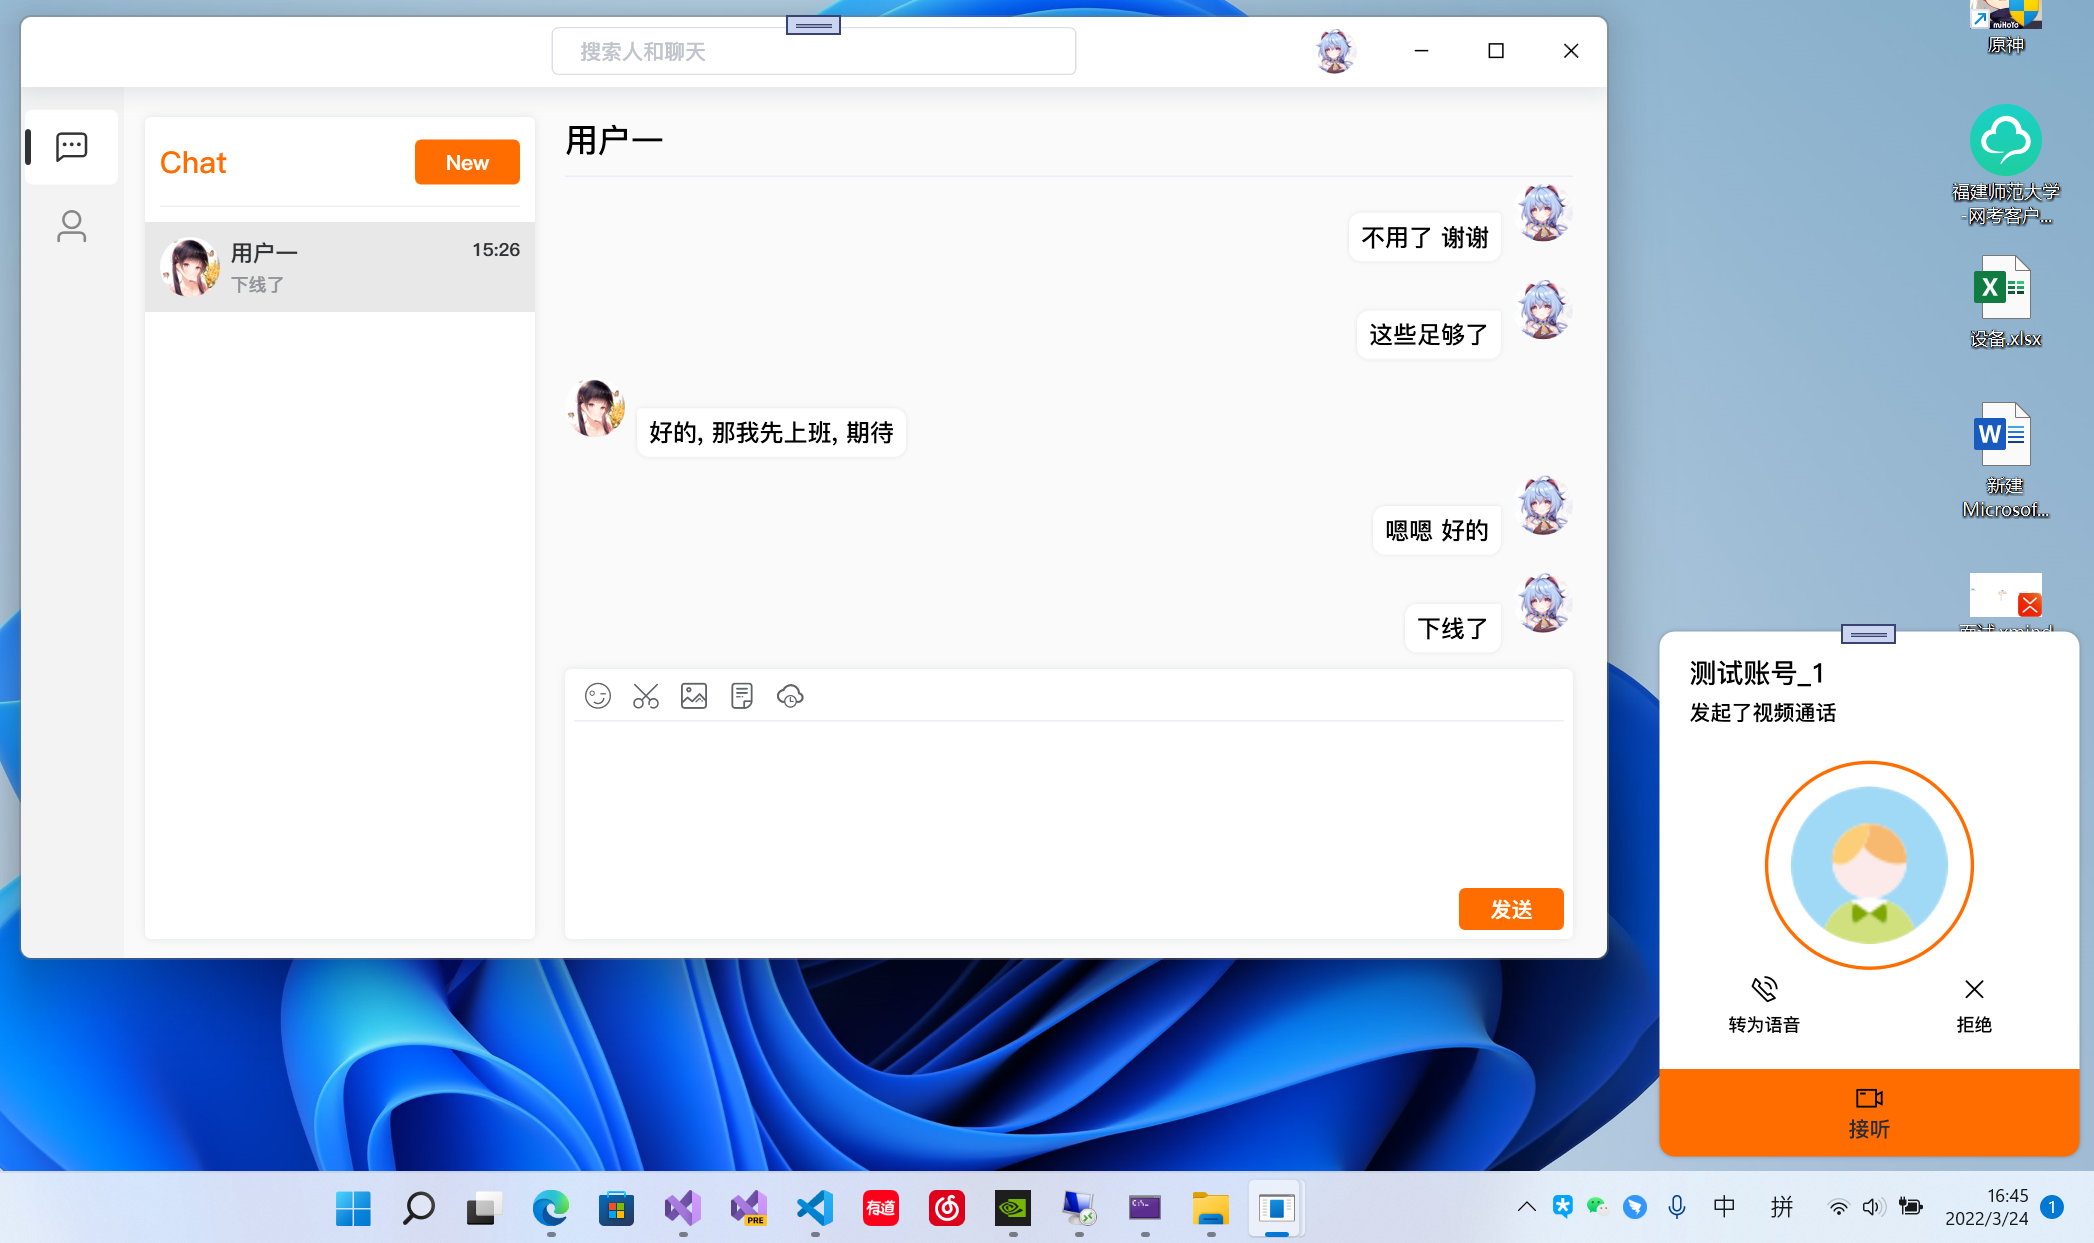 搜索人和聊天
Chat
New
用户一
15:26
下线了
用户一
不用了 谢谢
这些足够了
好的, 那我先上班, 期待
嗯嗯 好的
下线了
发送
miHoYo
原神
福建师范大学
-网考客户...
X
设备.xlsx
W
新建
Microsof...
测试账号_1
发起了视频通话
转为语音
拒绝
接听
PRE
有道
C:\_
中
拼
16:45
2022/3/24
1